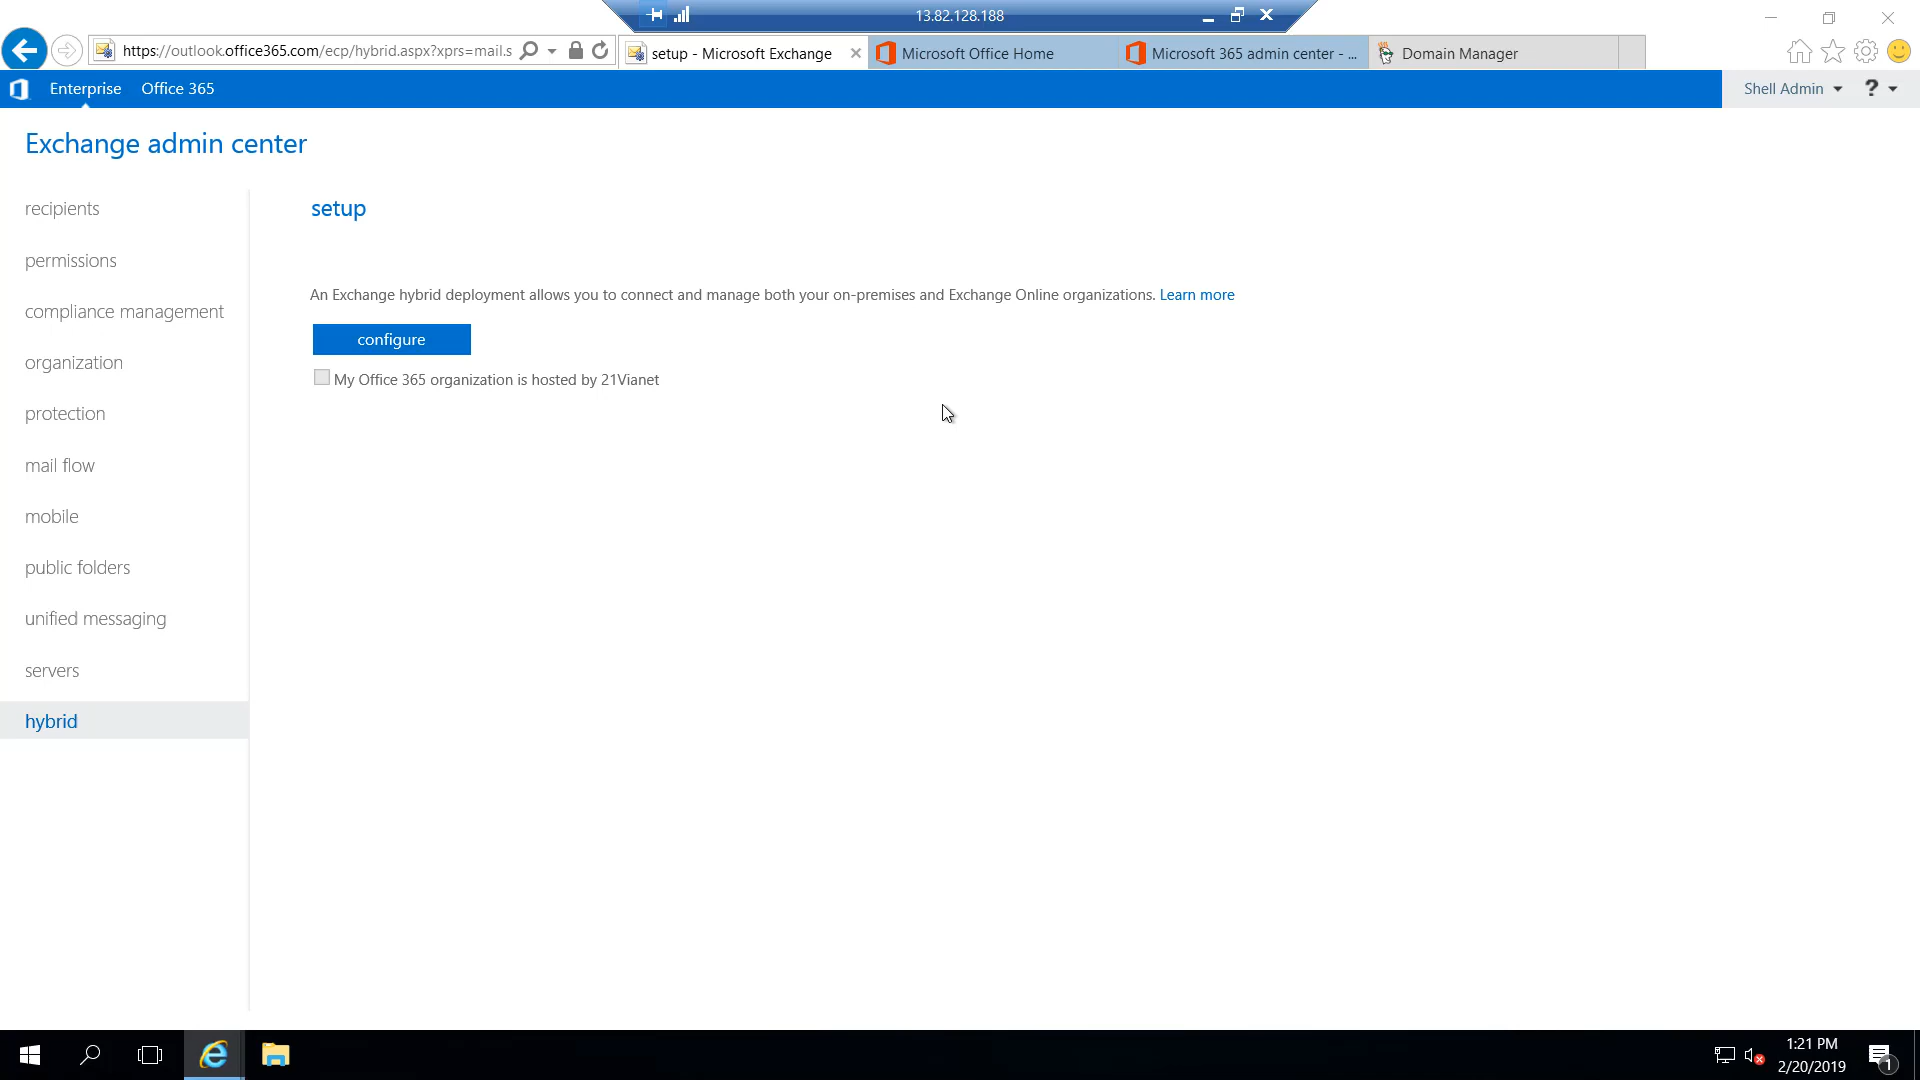 13.82.128.188
https://outlook.office365.com/ecp/hybrid.aspx?xprs=mail.s
setup - Microsoft Exchange
Microsoft Office Home
Microsoft 365 admin center - ...
Domain Manager
Enterprise
Office 365
Shell Admin
?
Exchange admin center
recipients
permissions
compliance management
organization
protection
mail flow
mobile
public folders
unified messaging
servers
hybrid
setup
An Exchange hybrid deployment allows you to connect and manage both your on-premises and Exchange Online organizations. Learn more
configure
My Office 365 organization is hosted by 21Vianet
1:21 PM
2/20/2019
1